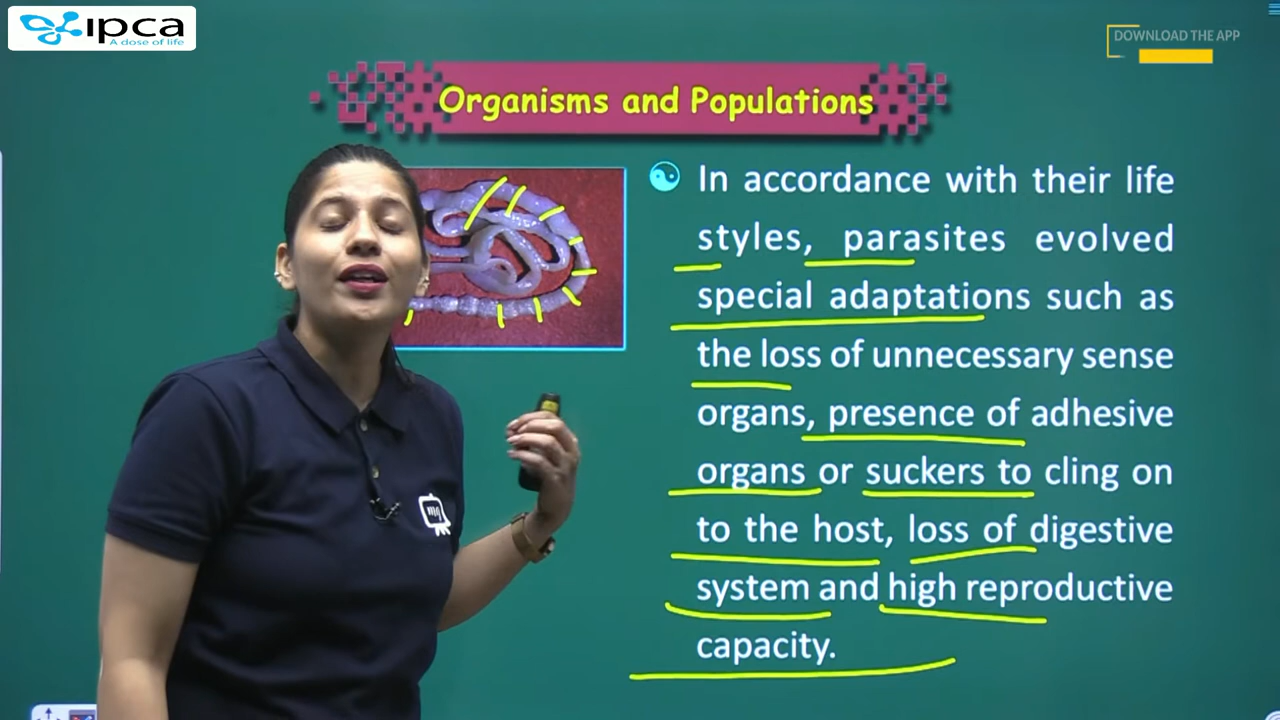 ipca
A dose of life
DOWNLOAD THE APP
Organisms and Populations
In accordance with their life
styles, parasites evolved
special adaptations such as
the loss of unnecessary sense
organs, presence of adhesive
organs or suckers to cling on
to the host, loss of digestive
system and high reproductive
capacity.